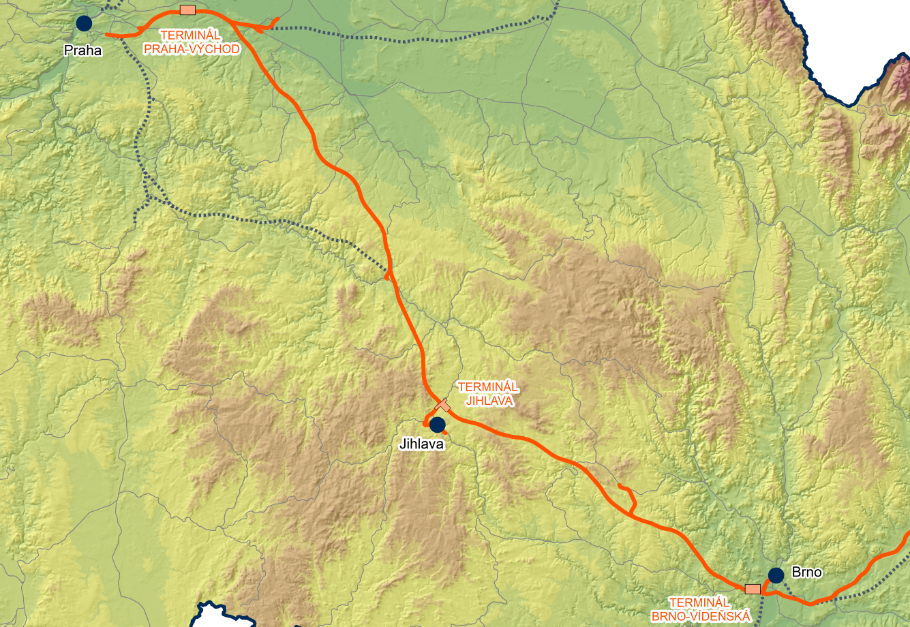 Praha
TERMINÁL
PRAHA-VÝCHOD
TERMINÁL
JIHLAVA
Jihlava
Brno
TERMINÁL
BRNO-VÍDEŇSKÁ